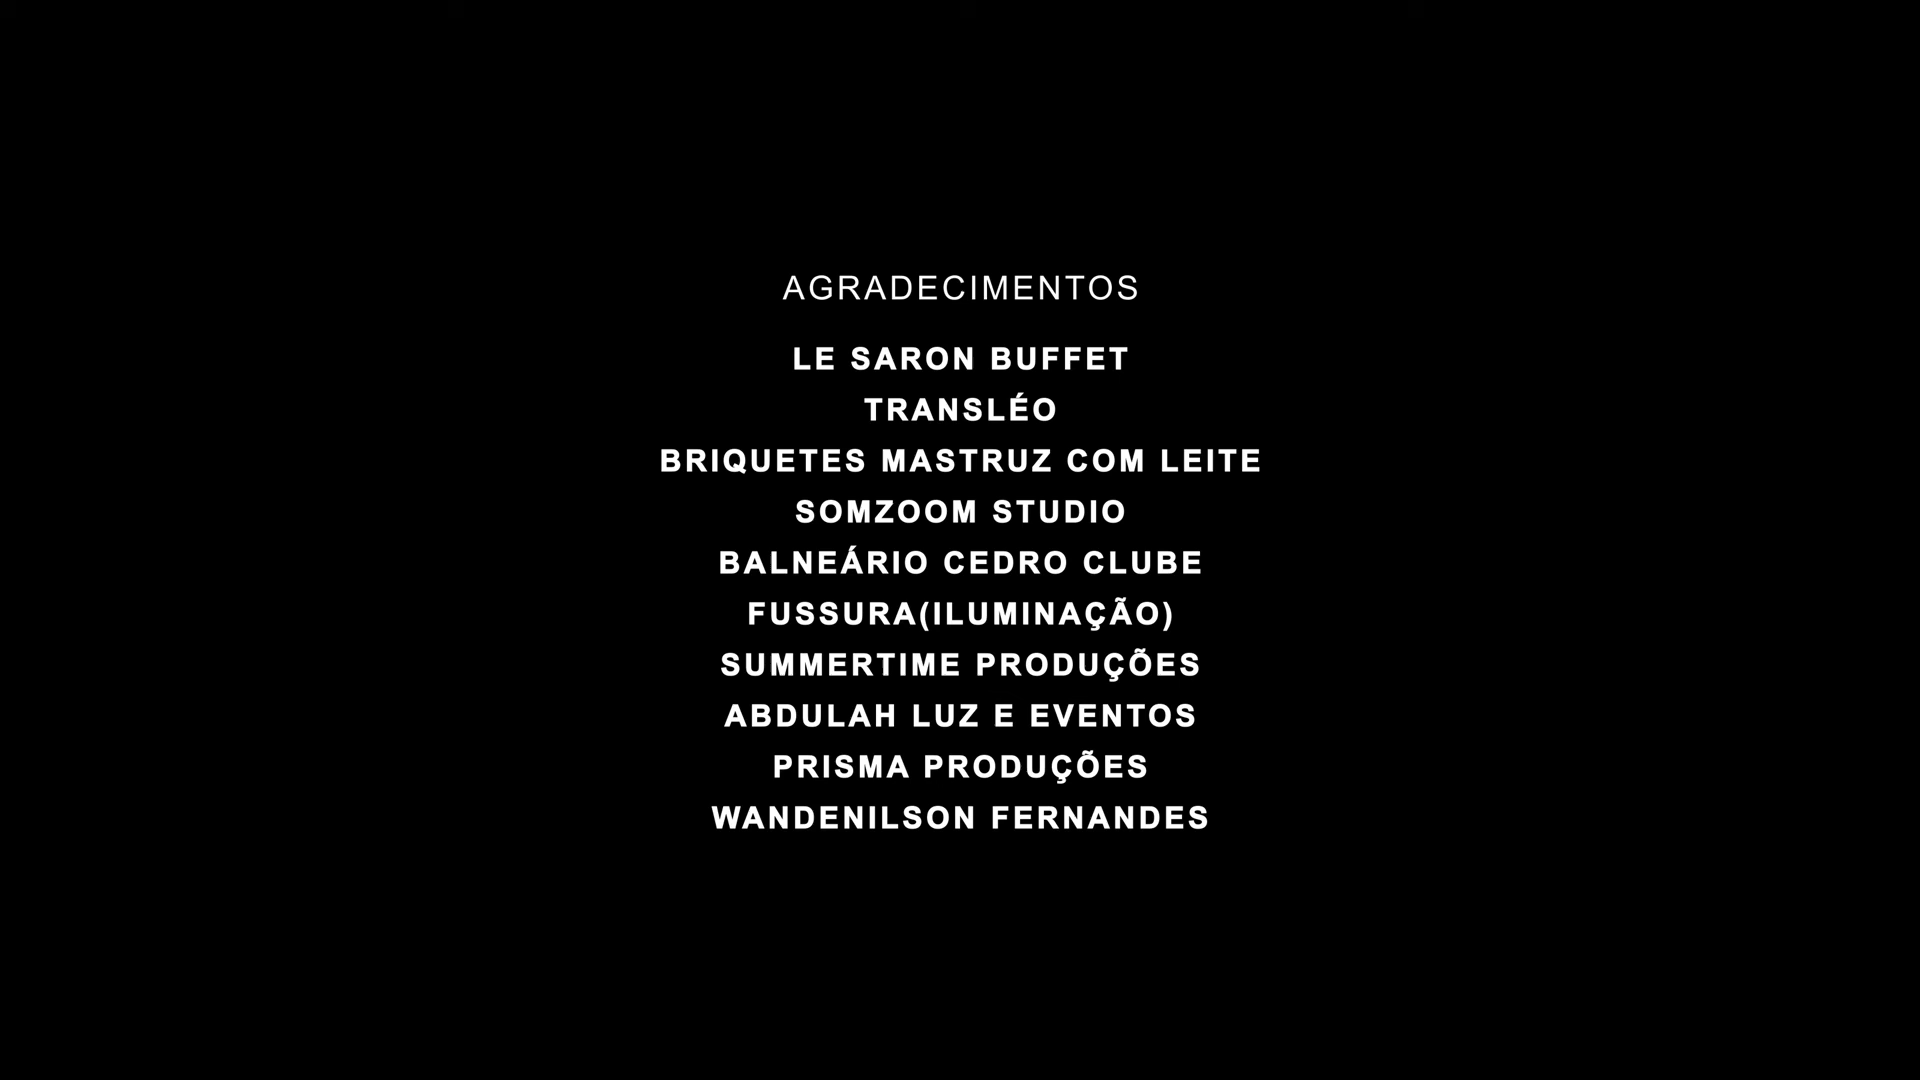 AGRADECIMENTOS
LE SARON BUFFET
TRANSLÉO
BRIQUETES MASTRUZ COM LEITE
SOMZOOM STUDIO
BALNEÁRIO CEDRO CLUBE
FUSSURA(ILUMINAÇÃO)
SUMMERTIME PRODUÇÕES
ABDULAH LUZ E EVENTOS
PRISMA PRODUÇÕES
WANDENILSON FERNANDES